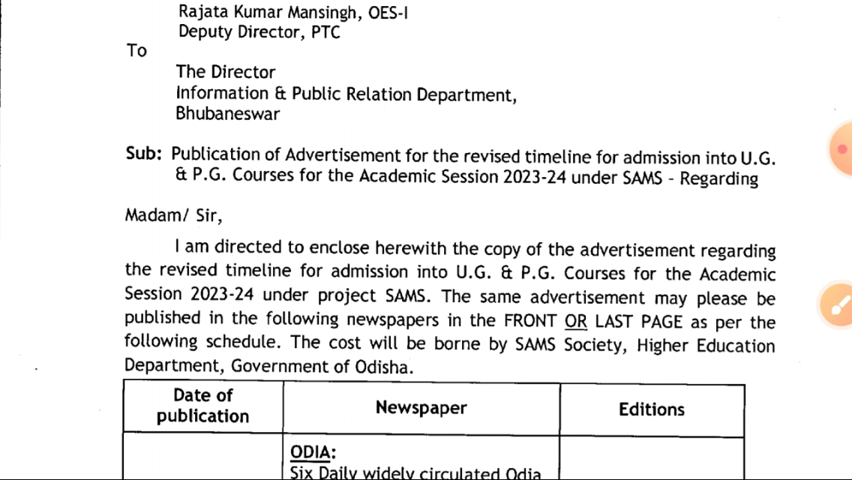 Rajata Kumar Mansingh, OES-I
Deputy Director, PTC
To
The Director
Information & Public Relation Department,
Bhubaneswar
Sub: Publication of Advertisement for the revised timeline for admission into U.G.
& P.G. Courses for the Academic Session 2023-24 under SAMS - Regarding
Madam/ Sir,
I am directed to enclose herewith the copy of the advertisement regarding
the revised timeline for admission into U.G. & P.G. Courses for the Academic
Session 2023-24 under project SAMS. The same advertisement may please be
published in the following newspapers in the FRONT OR LAST PAGE as per the
following schedule. The cost will be borne by SAMS Society, Higher Education
Department, Government of Odisha.
Date of
publication
Newspaper
Editions
ODIA:
Six Daily widely circulated Odia